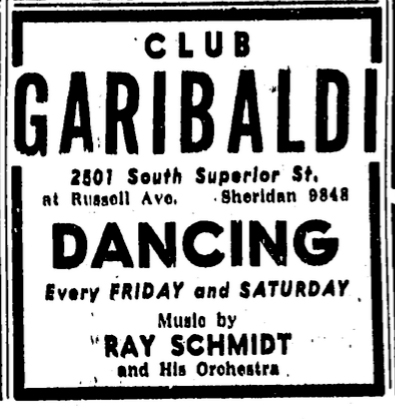 CLUB
GARIBALDI
2501 South Superior St.
at Russell Ave. Sheridan 9848
DANCING
Every FRIDAY and SATURDAY
Music by
RAY SCHMIDT
and His Orchestra